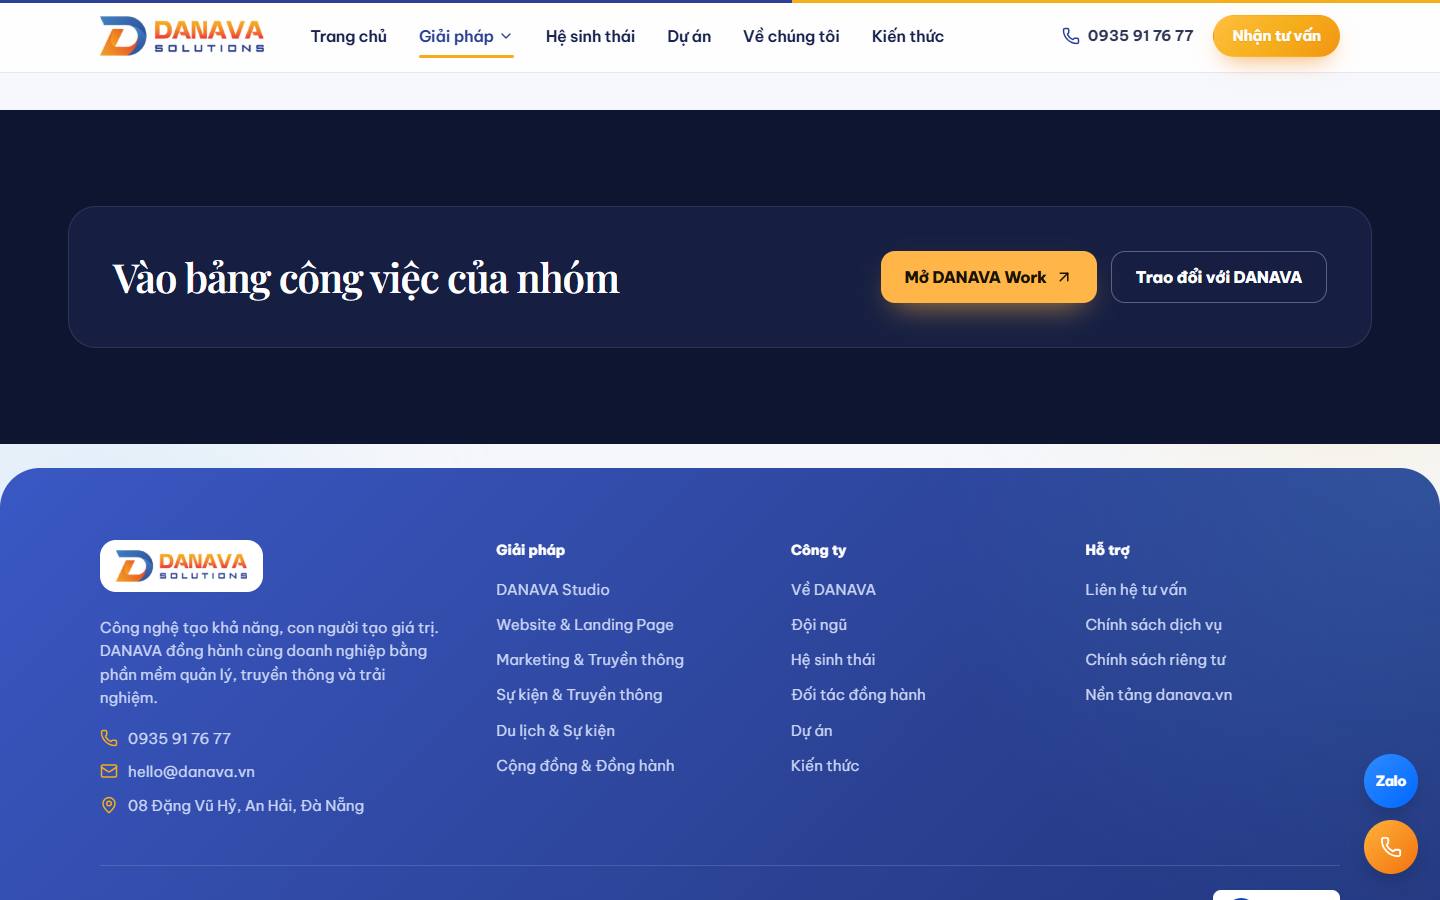 DANAVA
SOLUTIONS
Trang chủ
Giải pháp
Hệ sinh thái
Dự án
Về chúng tôi
Kiến thức
0935 91 76 77
Nhận tư vấn
Vào bảng công việc của nhóm
Mở DANAVA Work
Trao đổi với DANAVA
DANAVA
SOLUTIONS
Công nghệ tạo khả năng, con người tạo giá trị.
DANAVA đồng hành cùng doanh nghiệp bằng
phần mềm quản lý, truyền thông và trải
nghiệm.
0935 91 76 77
hello@danava.vn
08 Đặng Vũ Hỷ, An Hải, Đà Nẵng
Giải pháp
DANAVA Studio
Website & Landing Page
Marketing & Truyền thông
Sự kiện & Truyền thông
Du lịch & Sự kiện
Cộng đồng & Đồng hành
Công ty
Về DANAVA
Đội ngũ
Hệ sinh thái
Đối tác đồng hành
Dự án
Kiến thức
Hỗ trợ
Liên hệ tư vấn
Chính sách dịch vụ
Chính sách riêng tư
Nền tảng danava.vn
Zalo